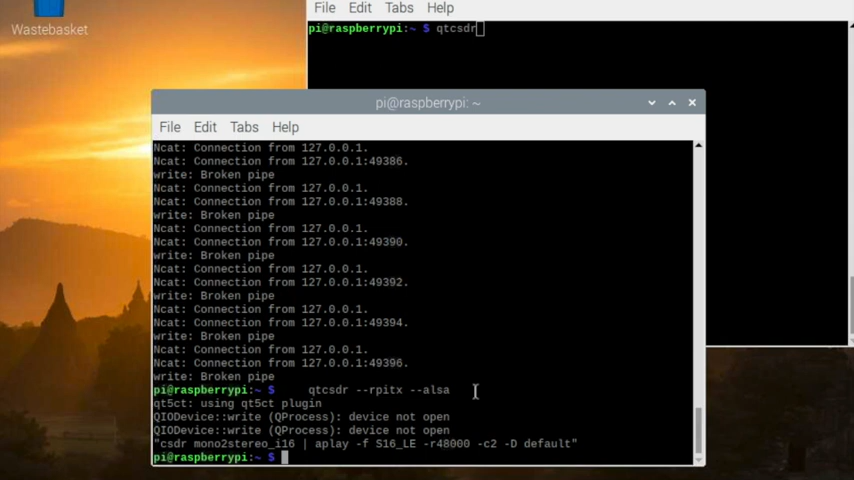 Wastebasket
File Edit Tabs Help
pi@raspberrypi:~ $ qtcsdr
pi@raspberrypi: ~
File Edit Tabs Help
Ncat: Connection from 127.0.0.1.
Ncat: Connection from 127.0.0.1:49386.
write: Broken pipe
Ncat: Connection from 127.0.0.1.
Ncat: Connection from 127.0.0.1:49388.
write: Broken pipe
Ncat: Connection from 127.0.0.1.
Ncat: Connection from 127.0.0.1:49390.
write: Broken pipe
Ncat: Connection from 127.0.0.1.
Ncat: Connection from 127.0.0.1:49392.
write: Broken pipe
Ncat: Connection from 127.0.0.1.
Ncat: Connection from 127.0.0.1:49394.
write: Broken pipe
Ncat: Connection from 127.0.0.1.
Ncat: Connection from 127.0.0.1:49396.
write: Broken pipe
pi@raspberrypi:~ $     qtcsdr --rpitx --alsa
qt5ct: using qt5ct plugin
QIODevice::write (QProcess): device not open
QIODevice::write (QProcess): device not open
"csdr mono2stereo_i16 | aplay -f S16_LE -r48000 -c2 -D default"
pi@raspberrypi:~ $